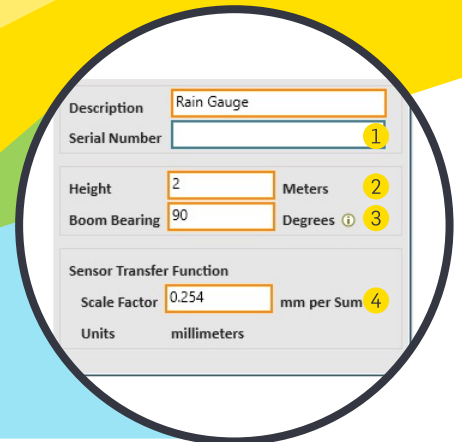 Description Rain Gauge
Serial Number 1
Height 2 Meters 2
Boom Bearing 90 Degrees i 3
Sensor Transfer Function
Scale Factor 0.254 mm per Sum 4
Units millimeters